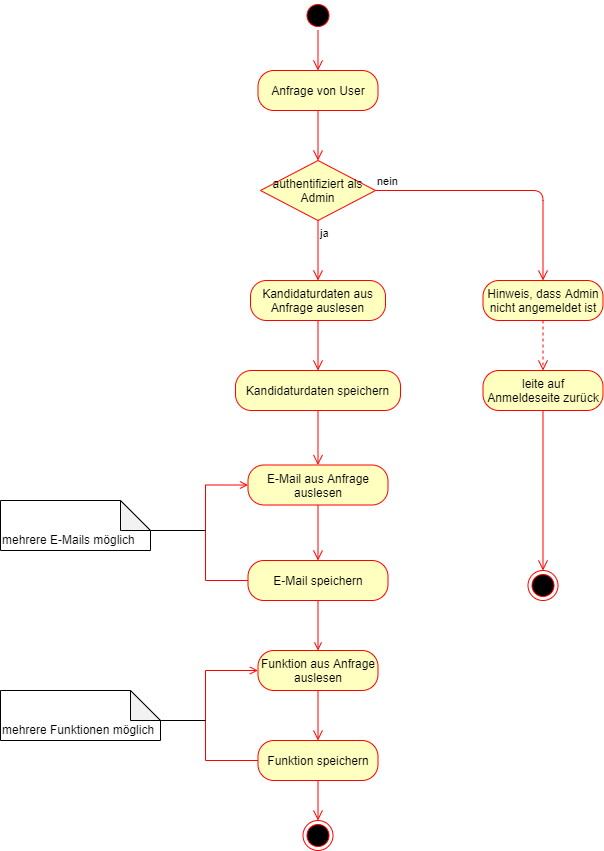 Anfrage von User
authentifiziert als
Admin
nein
ja
Kandidaturdaten aus
Anfrage auslesen
Hinweis, dass Admin
nicht angemeldet ist
Kandidaturdaten speichern
leite auf
Anmeldeseite zurück
E-Mail aus Anfrage
auslesen
mehrere E-Mails möglich
E-Mail speichern
Funktion aus Anfrage
auslesen
mehrere Funktionen möglich
Funktion speichern